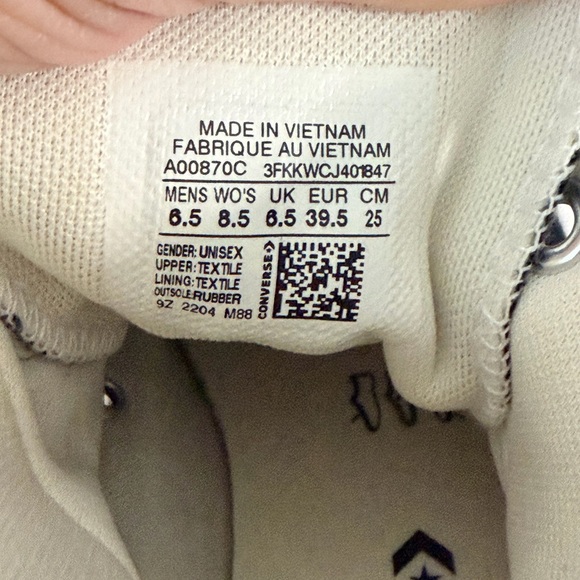 MADE IN VIETNAM
FABRIQUE AU VIETNAM
A00870C 3FKKWCJ401847
MENS WO'S UK EUR CM
6.5 8.5 6.5 39.5 25
GENDER: UNISEX
UPPER: TEXTILE
LINING: TEXTILE
OUTSOLE: RUBBER
9Z 2204 M88
CONVERSE